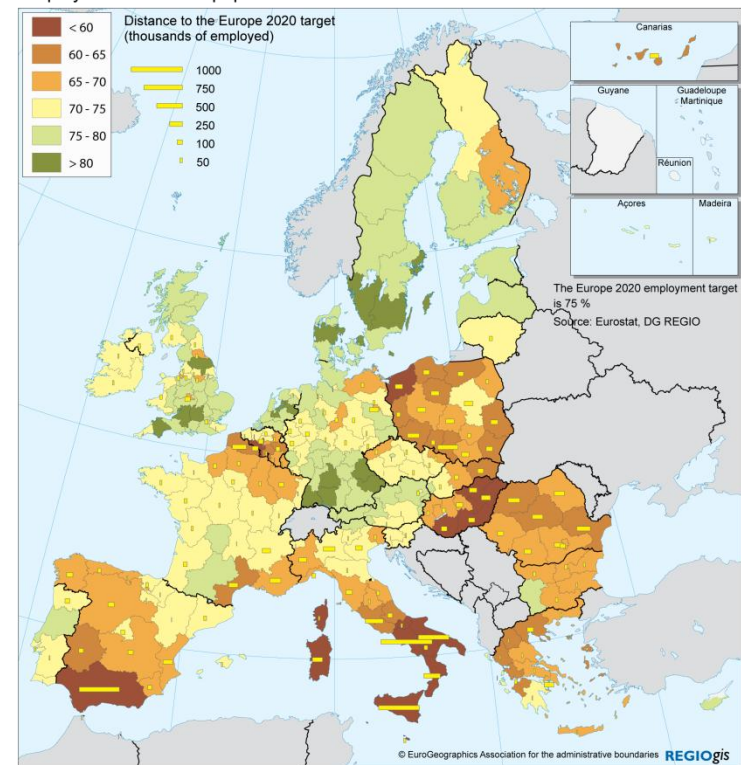 Distance to the Europe 2020 target
(thousands of employed)
< 60
60 - 65
65 - 70
70 - 75
75 - 80
> 80
1000
750
500
250
100
50
Canarias
Guyane
Guadeloupe
Martinique
Réunion
Açores
Madeira
The Europe 2020 employment target
is 75 %
Source: Eurostat, DG REGIO
© EuroGeographics Association for the administrative boundaries
REGIOgis